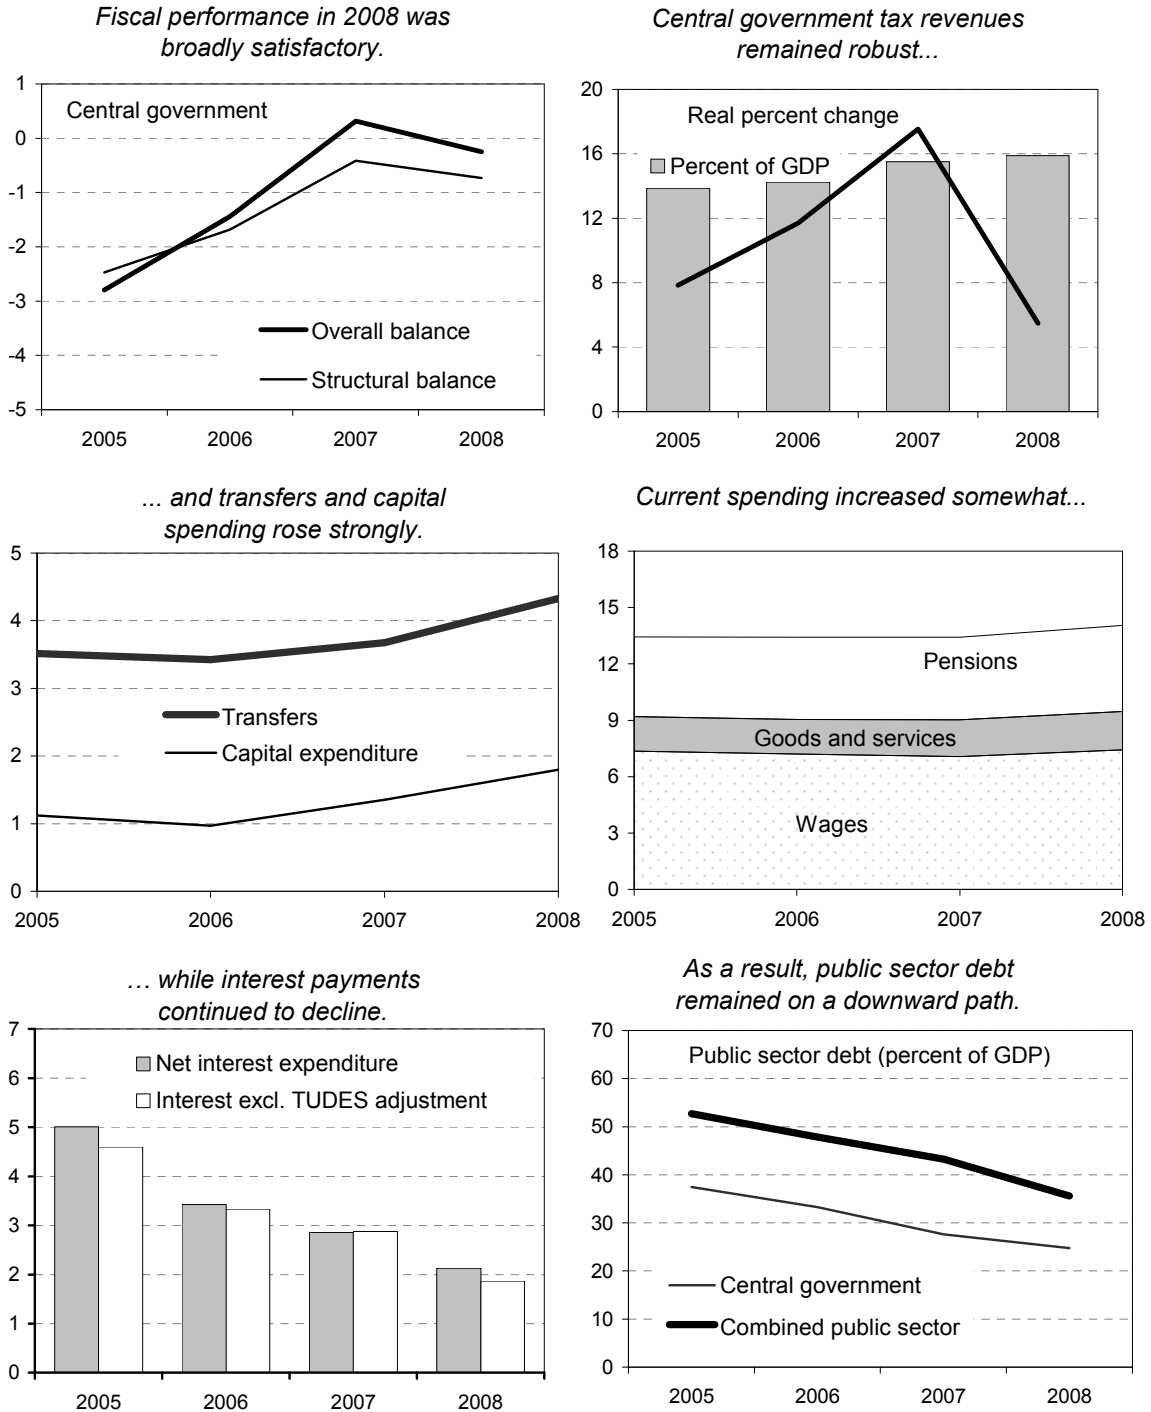 Fiscal performance in 2008 was
broadly satisfactory.
1
0
-1
-2
-3
-4
-5
Central government
Overall balance
Structural balance
2005 2006 2007 2008
Central government tax revenues
remained robust...
20
16
12
8
4
0
Real percent change
Percent of GDP
2005 2006 2007 2008
... and transfers and capital
spending rose strongly.
5
4
3
2
1
0
Transfers
Capital expenditure
2005 2006 2007 2008
Current spending increased somewhat...
18
15
12
9
6
3
0
Pensions
Goods and services
Wages
2005 2006 2007 2008
... while interest payments
continued to decline.
7
6
5
4
3
2
1
0
Net interest expenditure
Interest excl. TUDES adjustment
2005 2006 2007 2008
As a result, public sector debt
remained on a downward path.
70
60
50
40
30
20
10
0
Public sector debt (percent of GDP)
Central government
Combined public sector
2005 2006 2007 2008